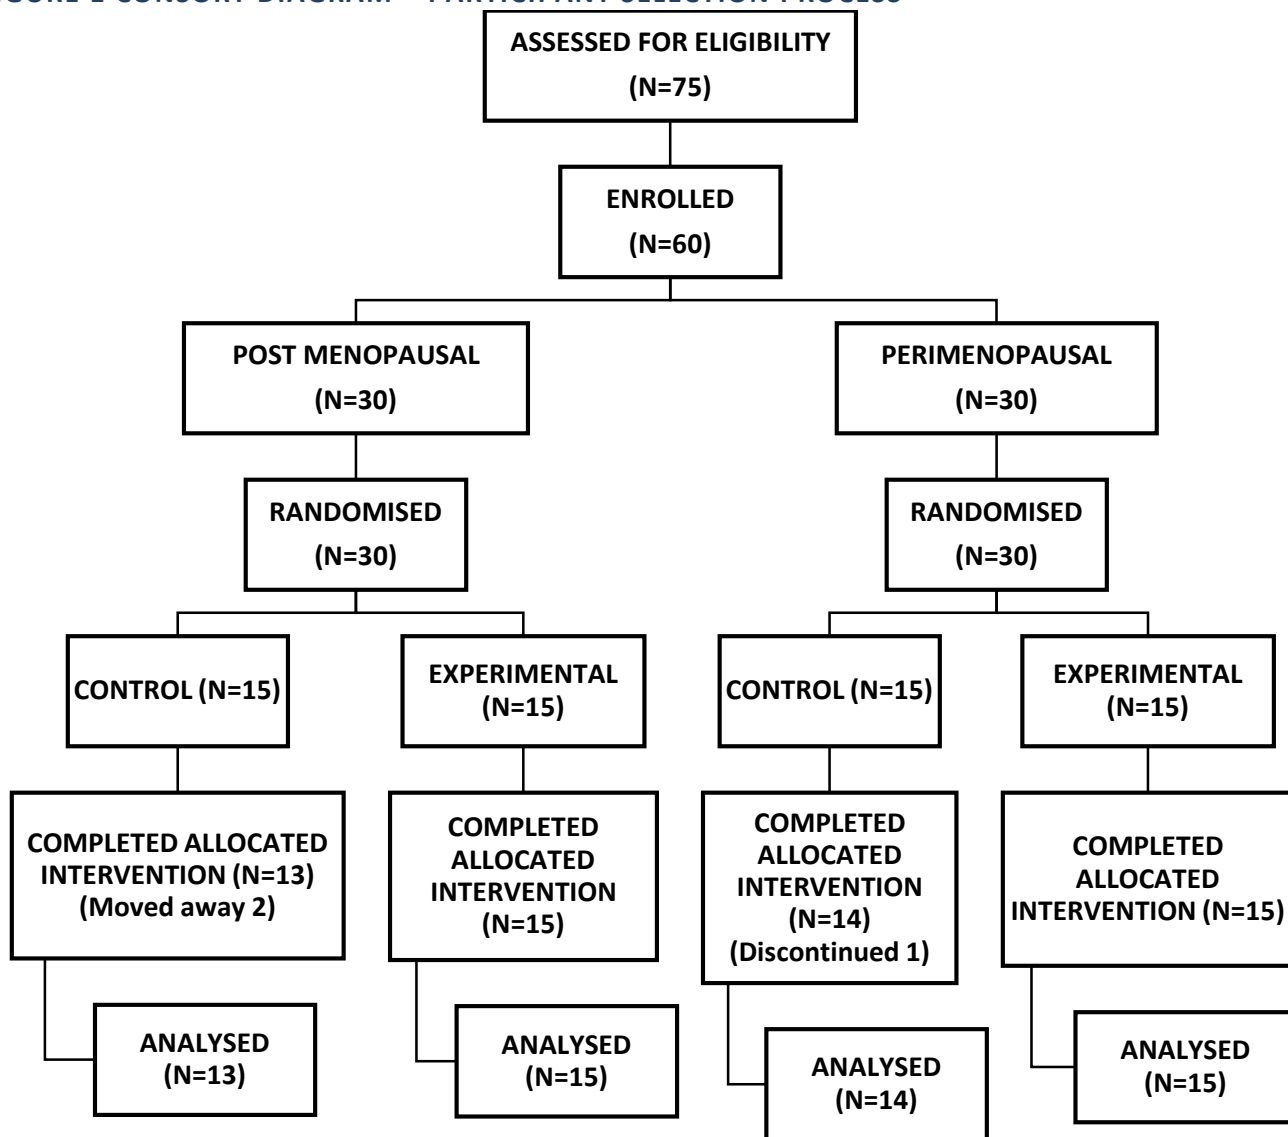 ASSESSED FOR ELIGIBILITY
(N=75)
ENROLLED
(N=60)
POST MENOPAUSAL
(N=30)
PERIMENOPAUSAL
(N=30)
RANDOMISED
(N=30)
RANDOMISED
(N=30)
CONTROL (N=15)
EXPERIMENTAL
(N=15)
CONTROL (N=15)
EXPERIMENTAL
(N=15)
COMPLETED ALLOCATED
INTERVENTION (N=13)
(Moved away 2)
COMPLETED
ALLOCATED
INTERVENTION
(N=15)
COMPLETED
ALLOCATED
INTERVENTION
(N=14)
(Discontinued 1)
COMPLETED
ALLOCATED
INTERVENTION (N=15)
ANALYSED
(N=13)
ANALYSED
(N=15)
ANALYSED
(N=14)
ANALYSED
(N=15)